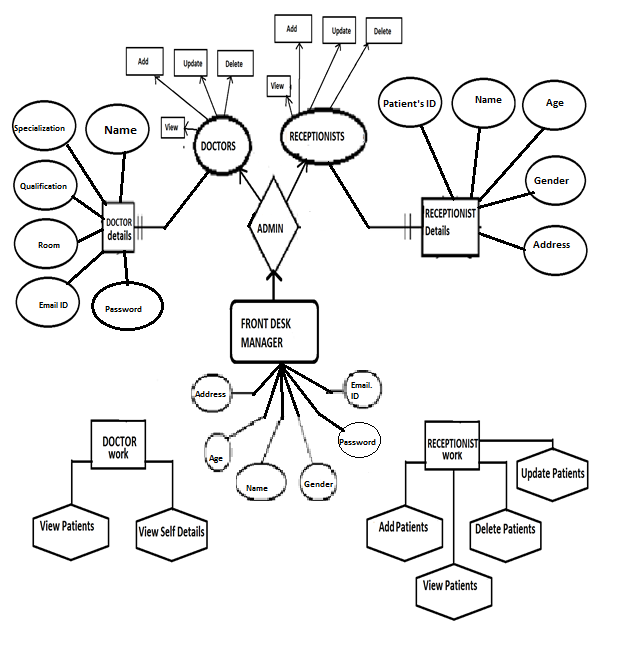 Add
Update
Delete
Add
Update
Delete
View
View
DOCTORS
RECEPTIONISTS
Specialization
Name
Patient's ID
Name
Age
Qualification
Gender
DOCTOR
details
ADMIN
RECEPTIONIST
Details
Room
Address
Email ID
Password
FRONT DESK
MANAGER
Address
Email.
ID
Age
Password
Name
Gender
DOCTOR
work
RECEPTIONIST
work
Update Patients
View Patients
View Self Details
Add Patients
Delete Patients
View Patients